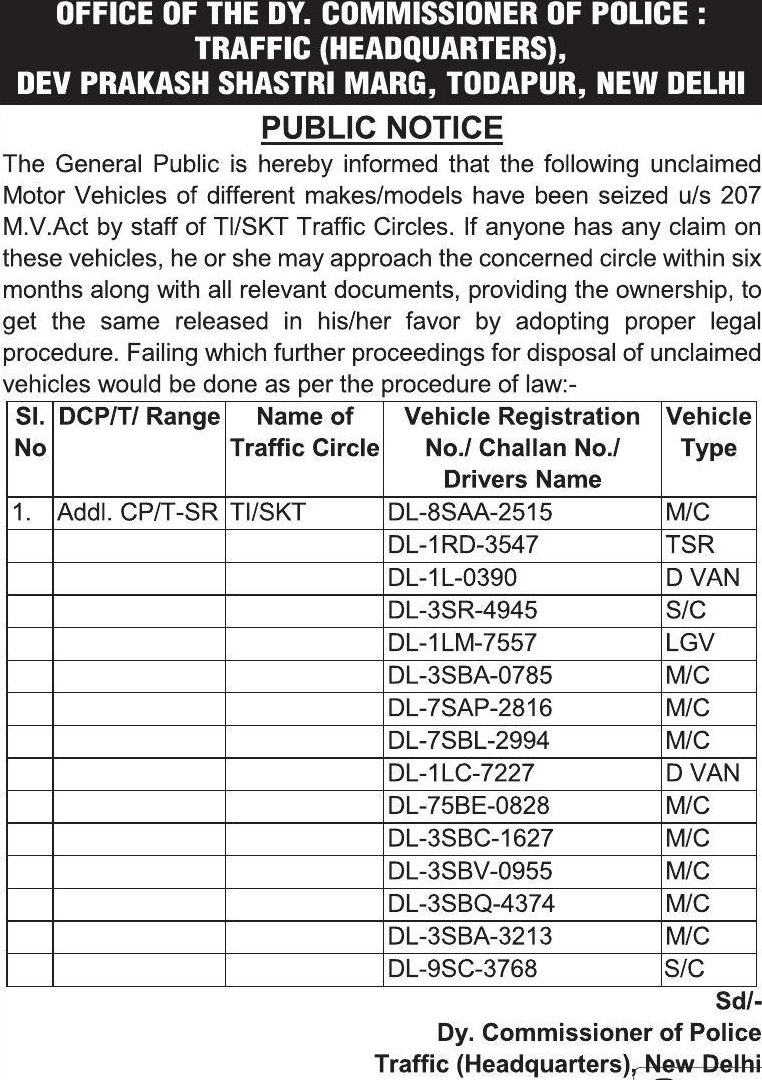 OFFICE OF THE DY. COMMISSIONER OF POLICE :
TRAFFIC (HEADQUARTERS),
DEV PRAKASH SHASTRI MARG, TODAPUR, NEW DELHI
PUBLIC NOTICE
The General Public is hereby informed that the following unclaimed
Motor Vehicles of different makes/models have been seized u/s 207
M.V.Act by staff of TI/SKT Traffic Circles. If anyone has any claim on
these vehicles, he or she may approach the concerned circle within six
months along with all relevant documents, providing the ownership, to
get the same released in his/her favor by adopting proper legal
procedure. Failing which further proceedings for disposal of unclaimed
vehicles would be done as per the procedure of law:-
Sl. DCP/T/ Range Name of Vehicle Registration Vehicle
No Traffic Circle No./ Challan No./ Type
Drivers Name
1. Addl. CP/T-SR TI/SKT DL-8SAA-2515 M/C
DL-1RD-3547 TSR
DL-1L-0390 D VAN
DL-3SR-4945 S/C
DL-1LM-7557 LGV
DL-3SBA-0785 M/C
DL-7SAP-2816 M/C
DL-7SBL-2994 M/C
DL-1LC-7227 D VAN
DL-75BE-0828 M/C
DL-3SBC-1627 M/C
DL-3SBV-0955 M/C
DL-3SBQ-4374 M/C
DL-3SBA-3213 M/C
DL-9SC-3768 S/C
Sd/-
Dy. Commissioner of Police
Traffic (Headquarters), New Delhi